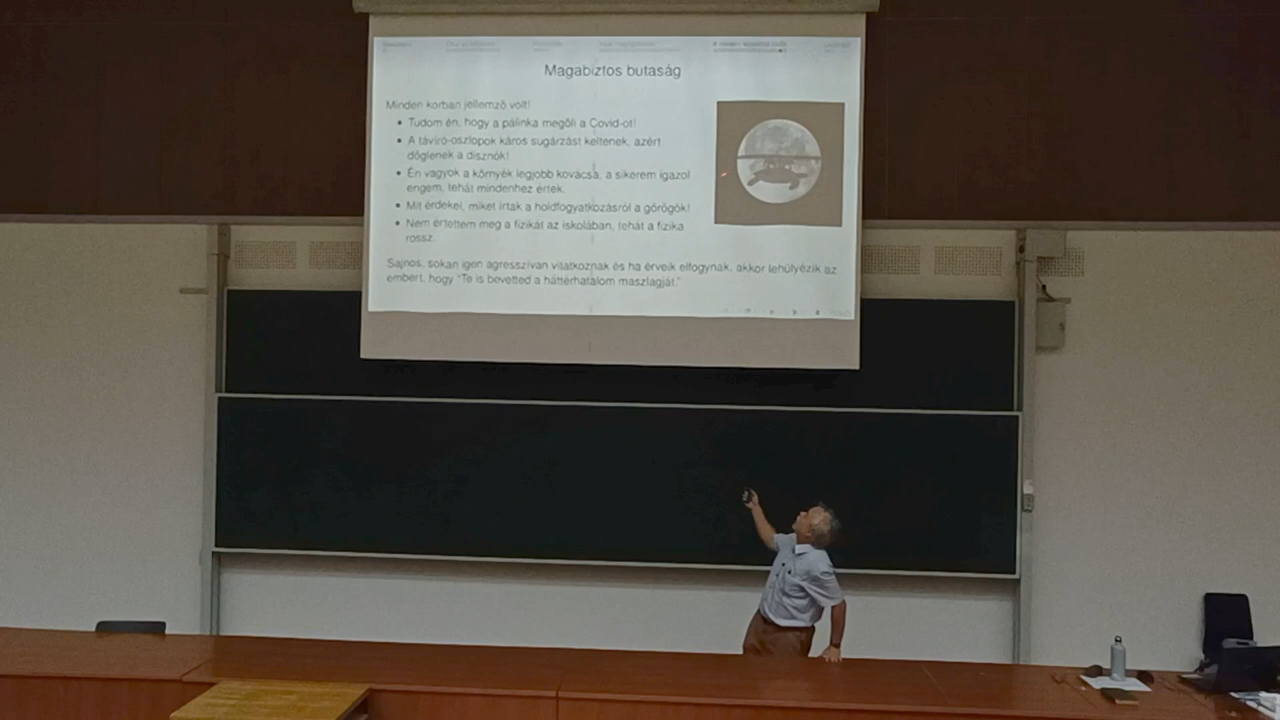 Magabiztos butaság
Minden korban jellemző volt!
• Tudom én, hogy a pálinka megöli a Covid-ot!
• A távíró-oszlopok káros sugárzást keltenek, azért
döglenek a disznók!
• Én vagyok a környék legjobb kovácsa, a sikerem igazol
engem, tehát mindenhez értek.
• Mit érdekel, miket írtak a holdfogyatkozásról a görögök!
• Nem értettem meg a fizikát az iskolában, tehát a fizika
rossz.
Sajnos, sokan igen agresszívan vitatkoznak és ha érveik elfogynak, akkor lehülyézik az
embert, hogy "Te is bevetted a háttérhatalom maszlagját."